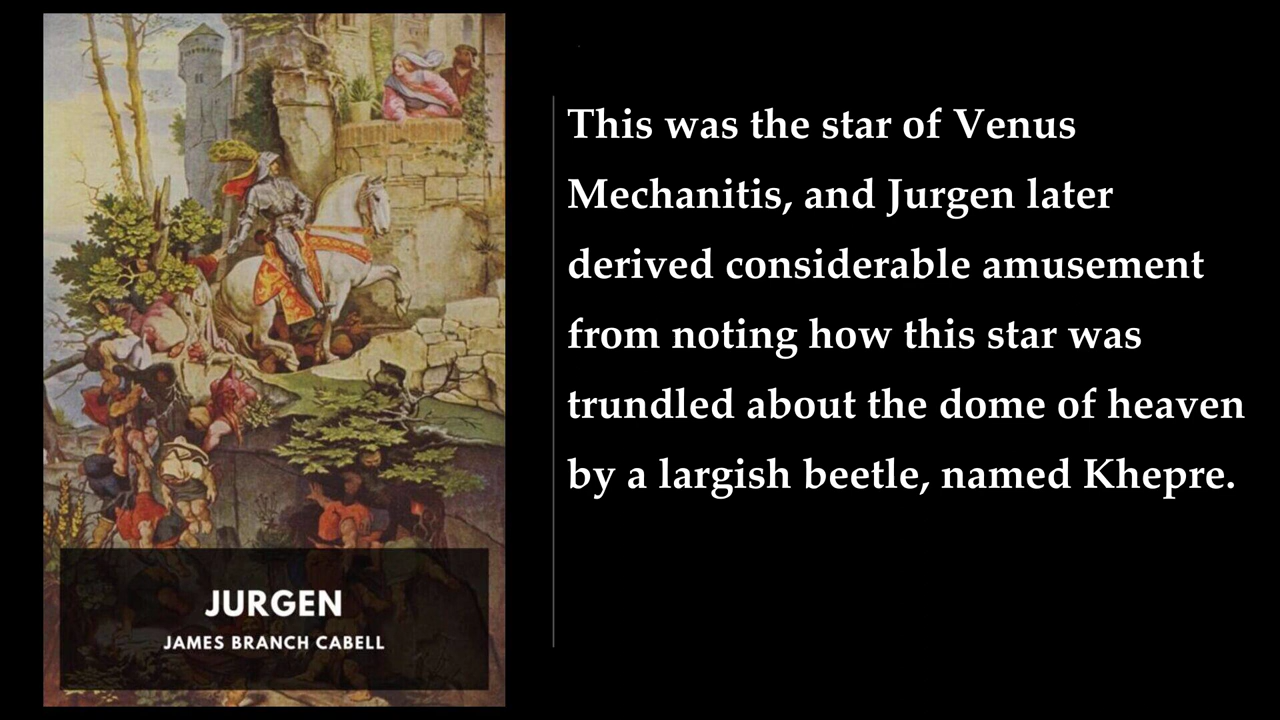 JURGEN
JAMES BRANCH CABELL
This was the star of Venus
Mechanitis, and Jurgen later
derived considerable amusement
from noting how this star was
trundled about the dome of heaven
by a largish beetle, named Khepre.